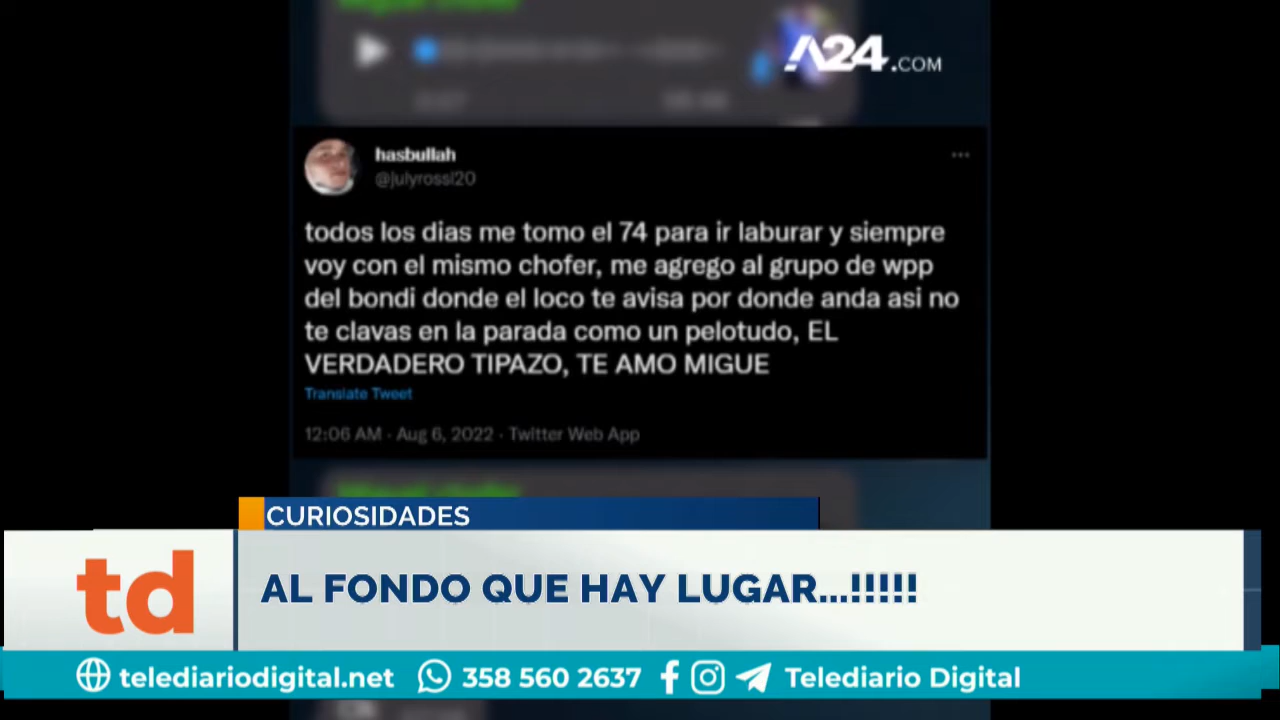 A24.COM
hasbullah
@julyrossi20
todos los dias me tomo el 74 para ir laburar y siempre
voy con el mismo chofer, me agrego al grupo de wpp
del bondi donde el loco te avisa por donde anda asi no
te clavas en la parada como un pelotudo, EL
VERDADERO TIPAZO, TE AMO MIGUE
Translate Tweet
12:06 AM · Aug 6, 2022 · Twitter Web App
CURIOSIDADES
td
AL FONDO QUE HAY LUGAR...!!!!!
telediariodigital.net 358 560 2637 Telediario Digital